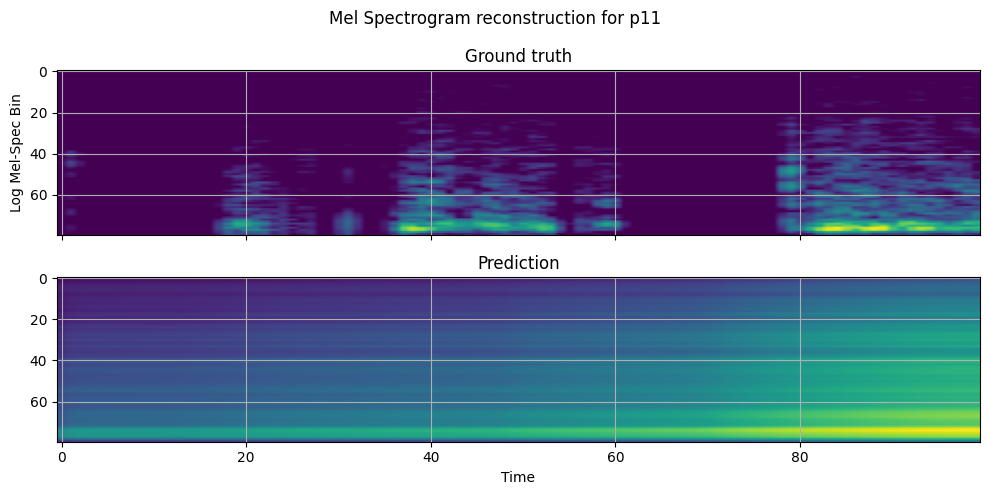 Mel Spectrogram reconstruction for p11
Ground truth
0
20
40
60
Log Mel-Spec Bin
Prediction
0
20
40
60
0 20 40 60 80
Time